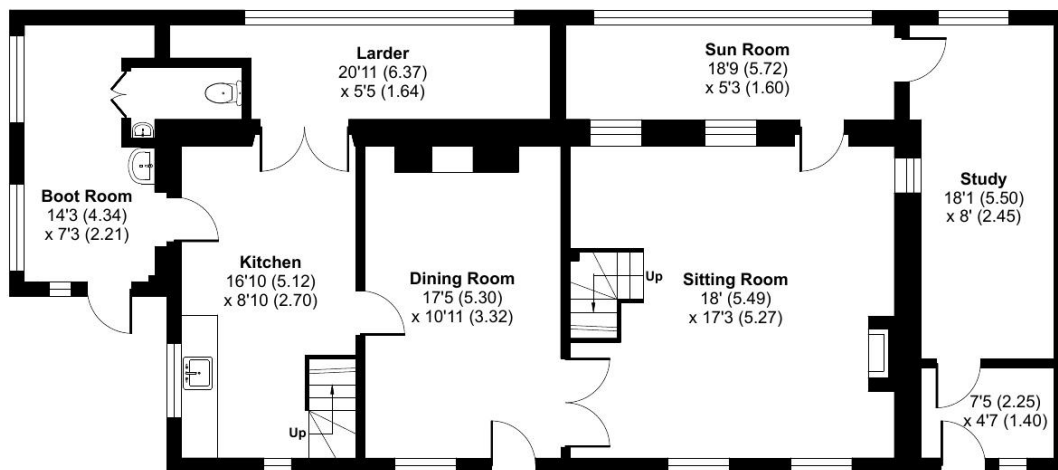 Larder
20'11 (6.37)
x 5'5 (1.64)
Sun Room
18'9 (5.72)
x 5'3 (1.60)
Boot Room
14'3 (4.34)
x 7'3 (2.21)
Kitchen
16'10 (5.12)
x 8'10 (2.70)
Up
Dining Room
17'5 (5.30)
x 10'11 (3.32)
Up
Sitting Room
18' (5.49)
x 17'3 (5.27)
Study
18'1 (5.50)
x 8' (2.45)
7'5 (2.25)
x 4'7 (1.40)